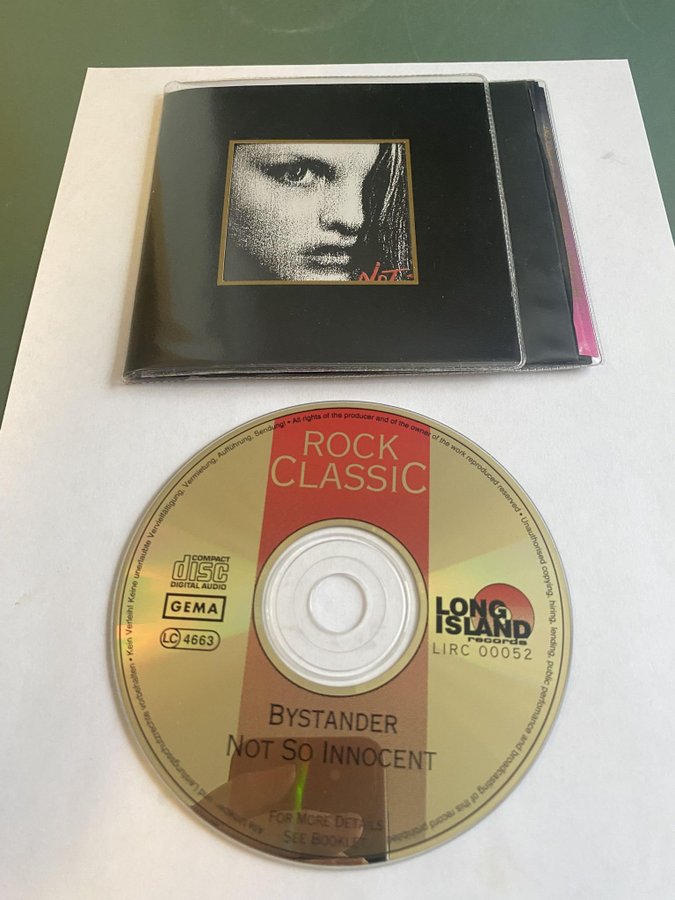 NOT
ROCK
CLASSIC
COMPACT
disc
DIGITAL AUDIO
GEMA
LC 4663
LONG
ISLAND
records
LIRC 00052
BYSTANDER
NOT SO INNOCENT
FOR MORE DETAILS
SEE BOOKLET
Leistungsschutzrechte vorbehalten • Kein Verleih! Keine unerlaubte Vervielfältigung, Vermietung, Aufführung, Sendung! • All rights of the producer and of the owner of the work reproduced reserved • Unauthorised copying, hiring, lending, public performance and broadcasting of this record prohibited